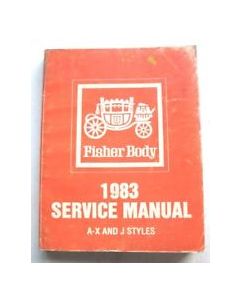 Fisher Body
1983
SERVICE MANUAL
A-X AND J STYLES